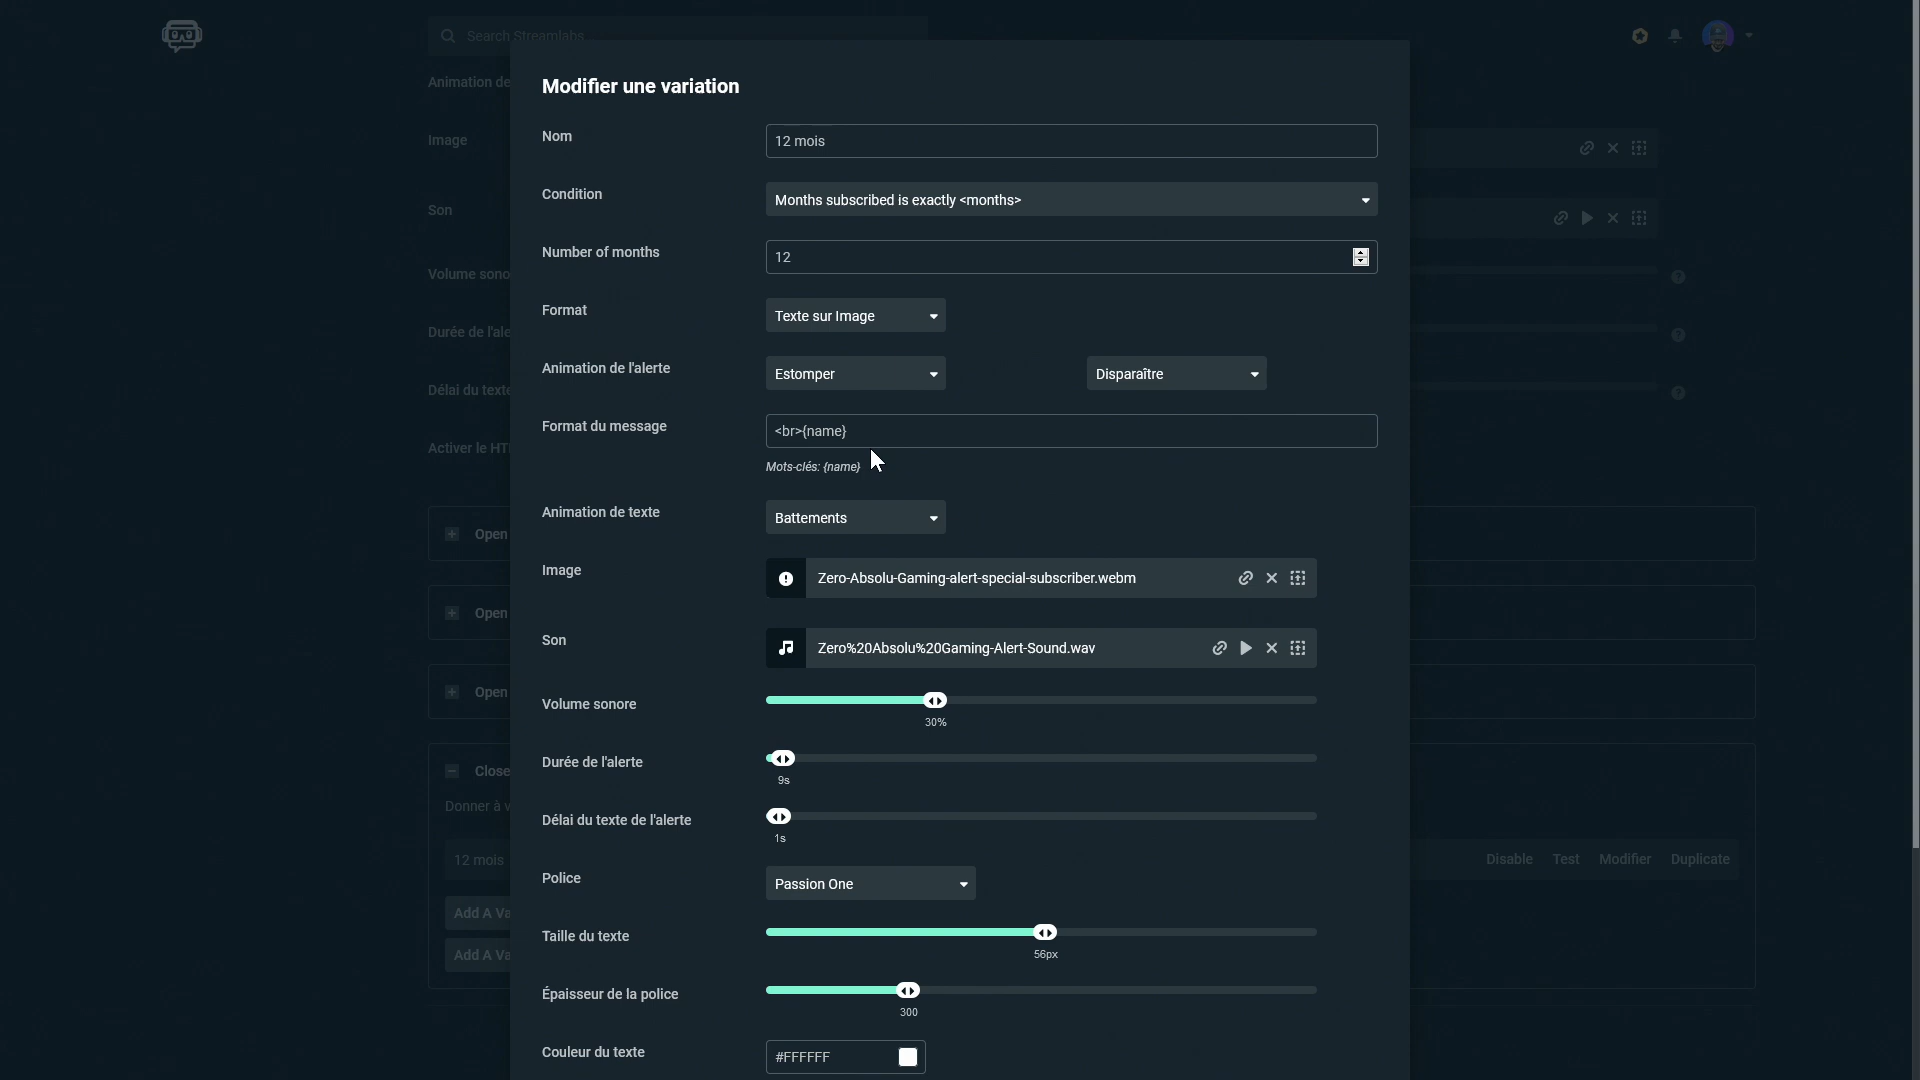 Search Streamlabs
Modifier une variation
Animation de
Nom
12 mois
Image
Condition
Months subscribed is exactly <months>
Son
Number of months
12
Volume sono
Format
Texte sur Image
Durée de l'ale
Animation de l'alerte
Estomper
Disparaître
Délai du texte
Format du message
<br>{name}
Activer le HT
Mots-clés: {name}
Animation de texte
Battements
Open
Image
Zero-Absolu-Gaming-alert-special-subscriber.webm
Open
Son
Zero%20Absolu%20Gaming-Alert-Sound.wav
Open
Volume sonore
30%
Durée de l'alerte
9s
Close
Donner à v
Délai du texte de l'alerte
1s
12 mois
Disable Test Modifier Duplicate
Police
Passion One
Add A Va
Taille du texte
56px
Add A Va
Épaisseur de la police
300
Couleur du texte
#FFFFFF